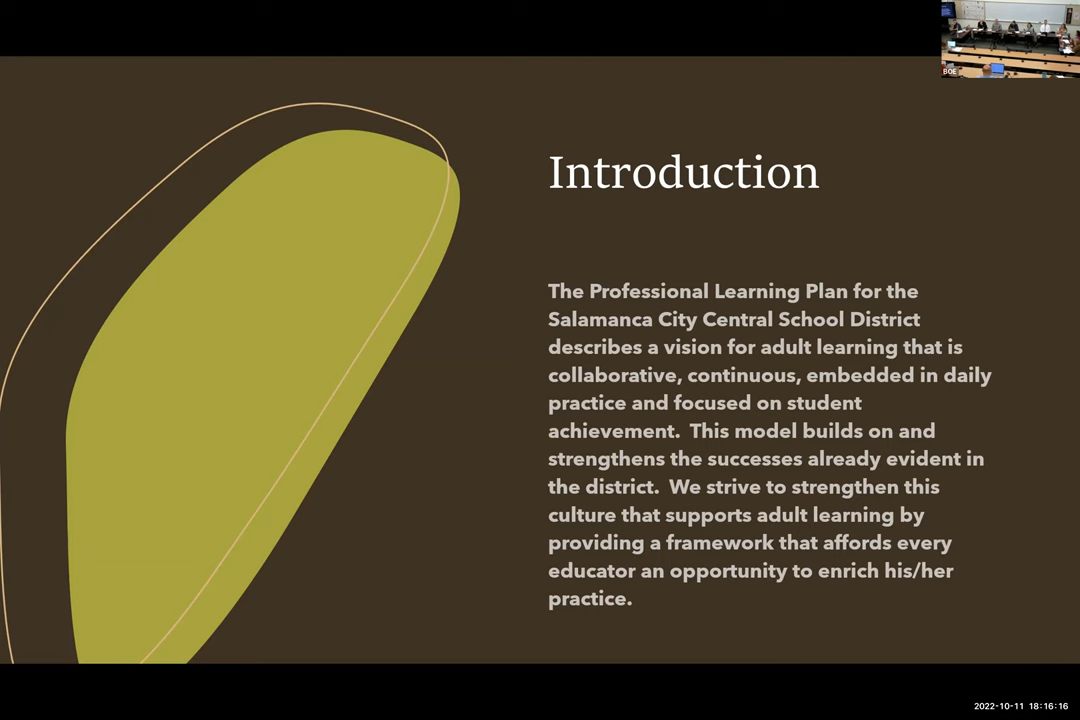 BOE
Introduction
The Professional Learning Plan for the
Salamanca City Central School District
describes a vision for adult learning that is
collaborative, continuous, embedded in daily
practice and focused on student
achievement.  This model builds on and
strengthens the successes already evident in
the district.  We strive to strengthen this
culture that supports adult learning by
providing a framework that affords every
educator an opportunity to enrich his/her
practice.
2022-10-11 18:16:16